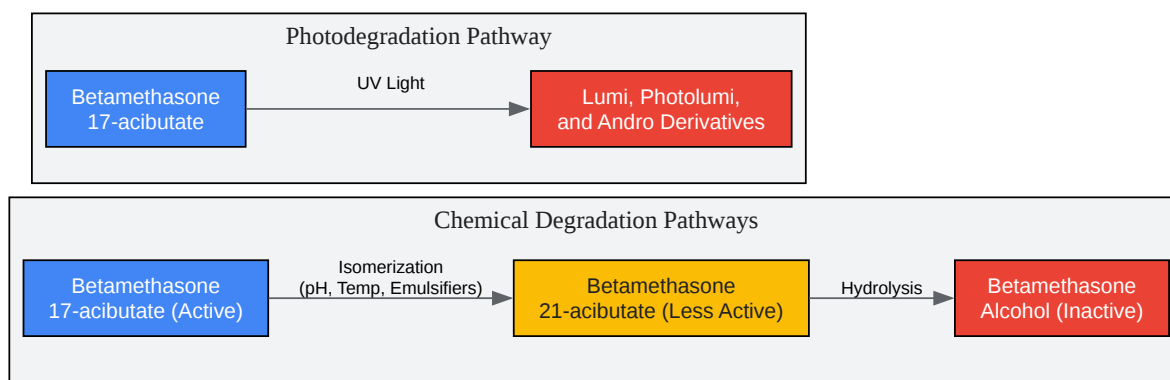 Photodegradation Pathway
Betamethasone
17-acibutate
UV Light
Lumi, Photolumi,
and Andro Derivatives
Chemical Degradation Pathways
Betamethasone
17-acibutate (Active)
Isomerization
(pH, Temp, Emulsifiers)
Betamethasone
21-acibutate (Less Active)
Hydrolysis
Betamethasone
Alcohol (Inactive)